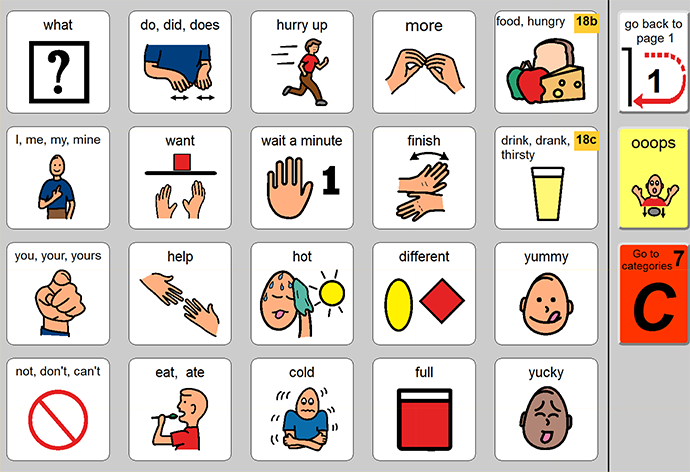 what
?
do, did, does
hurry up
more
food, hungry
18b
go back to
page 1
1
I, me, my, mine
want
wait a minute
1
finish
drink, drank,
thirsty
18c
ooops
you, your, yours
help
hot
different
yummy
Go to
categories
7
C
not, don't, can't
eat, ate
cold
full
yucky